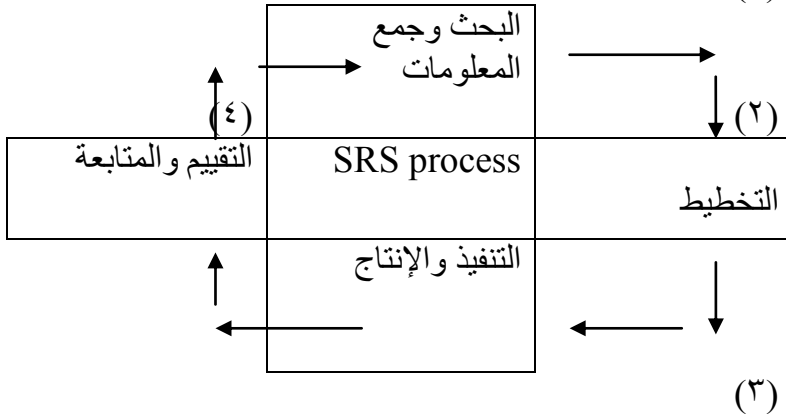 البحث وجمع
المعلومات
(٢)
(٤)
التقييم والمتابعة
SRS process
التخطيط
التنفيذ والإنتاج
(٣)